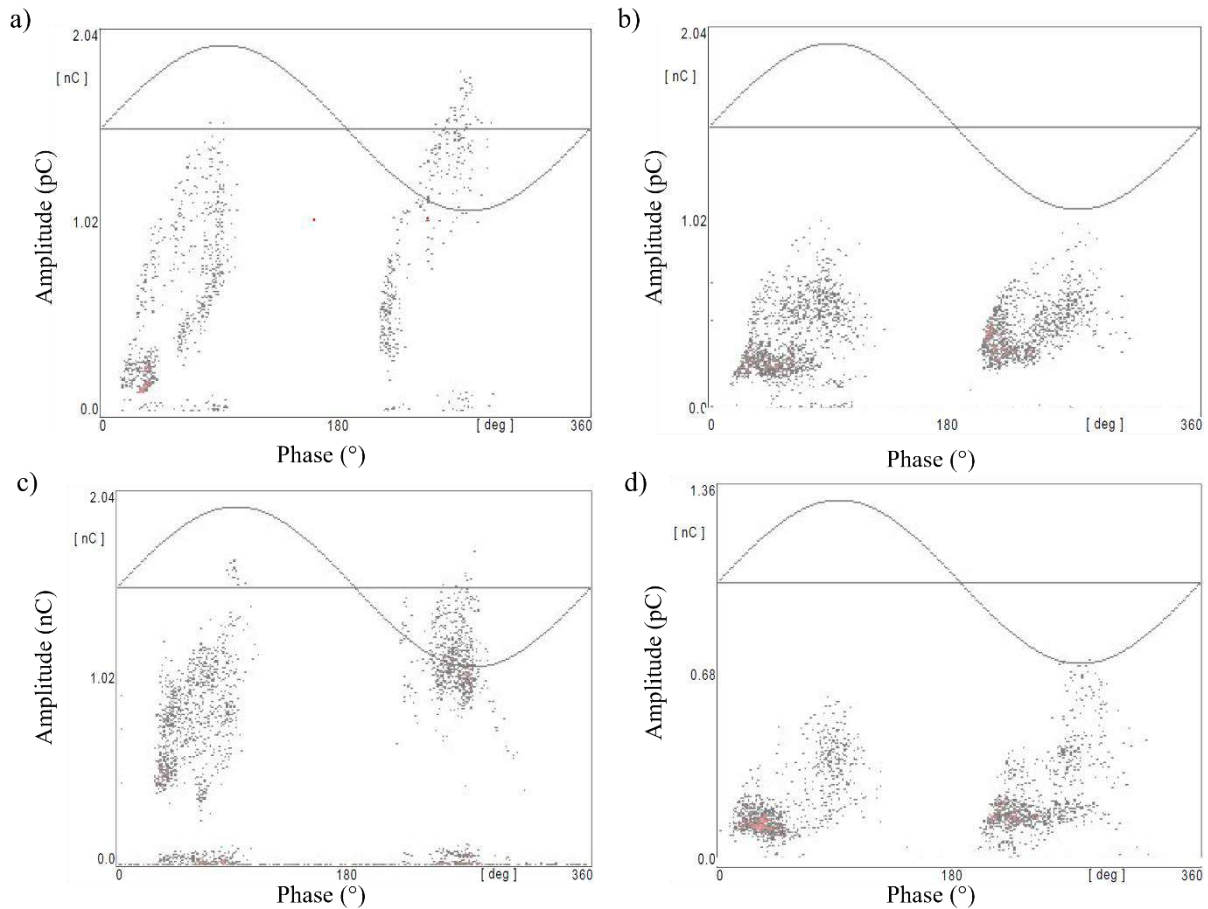 a)
2.04
[ nC ]
Amplitude (pC)
1.02
0.0
0 180 [ deg ] 360
Phase (°)
b)
2.04
[ nC ]
Amplitude (pC)
1.02
0.0
0 180 [ deg ] 360
Phase (°)
c)
2.04
[ nC ]
Amplitude (nC)
1.02
0.0
0 180 [ deg ] 360
Phase (°)
d)
1.36
[ nC ]
Amplitude (pC)
0.68
0.0
0 180 [ deg ] 360
Phase (°)